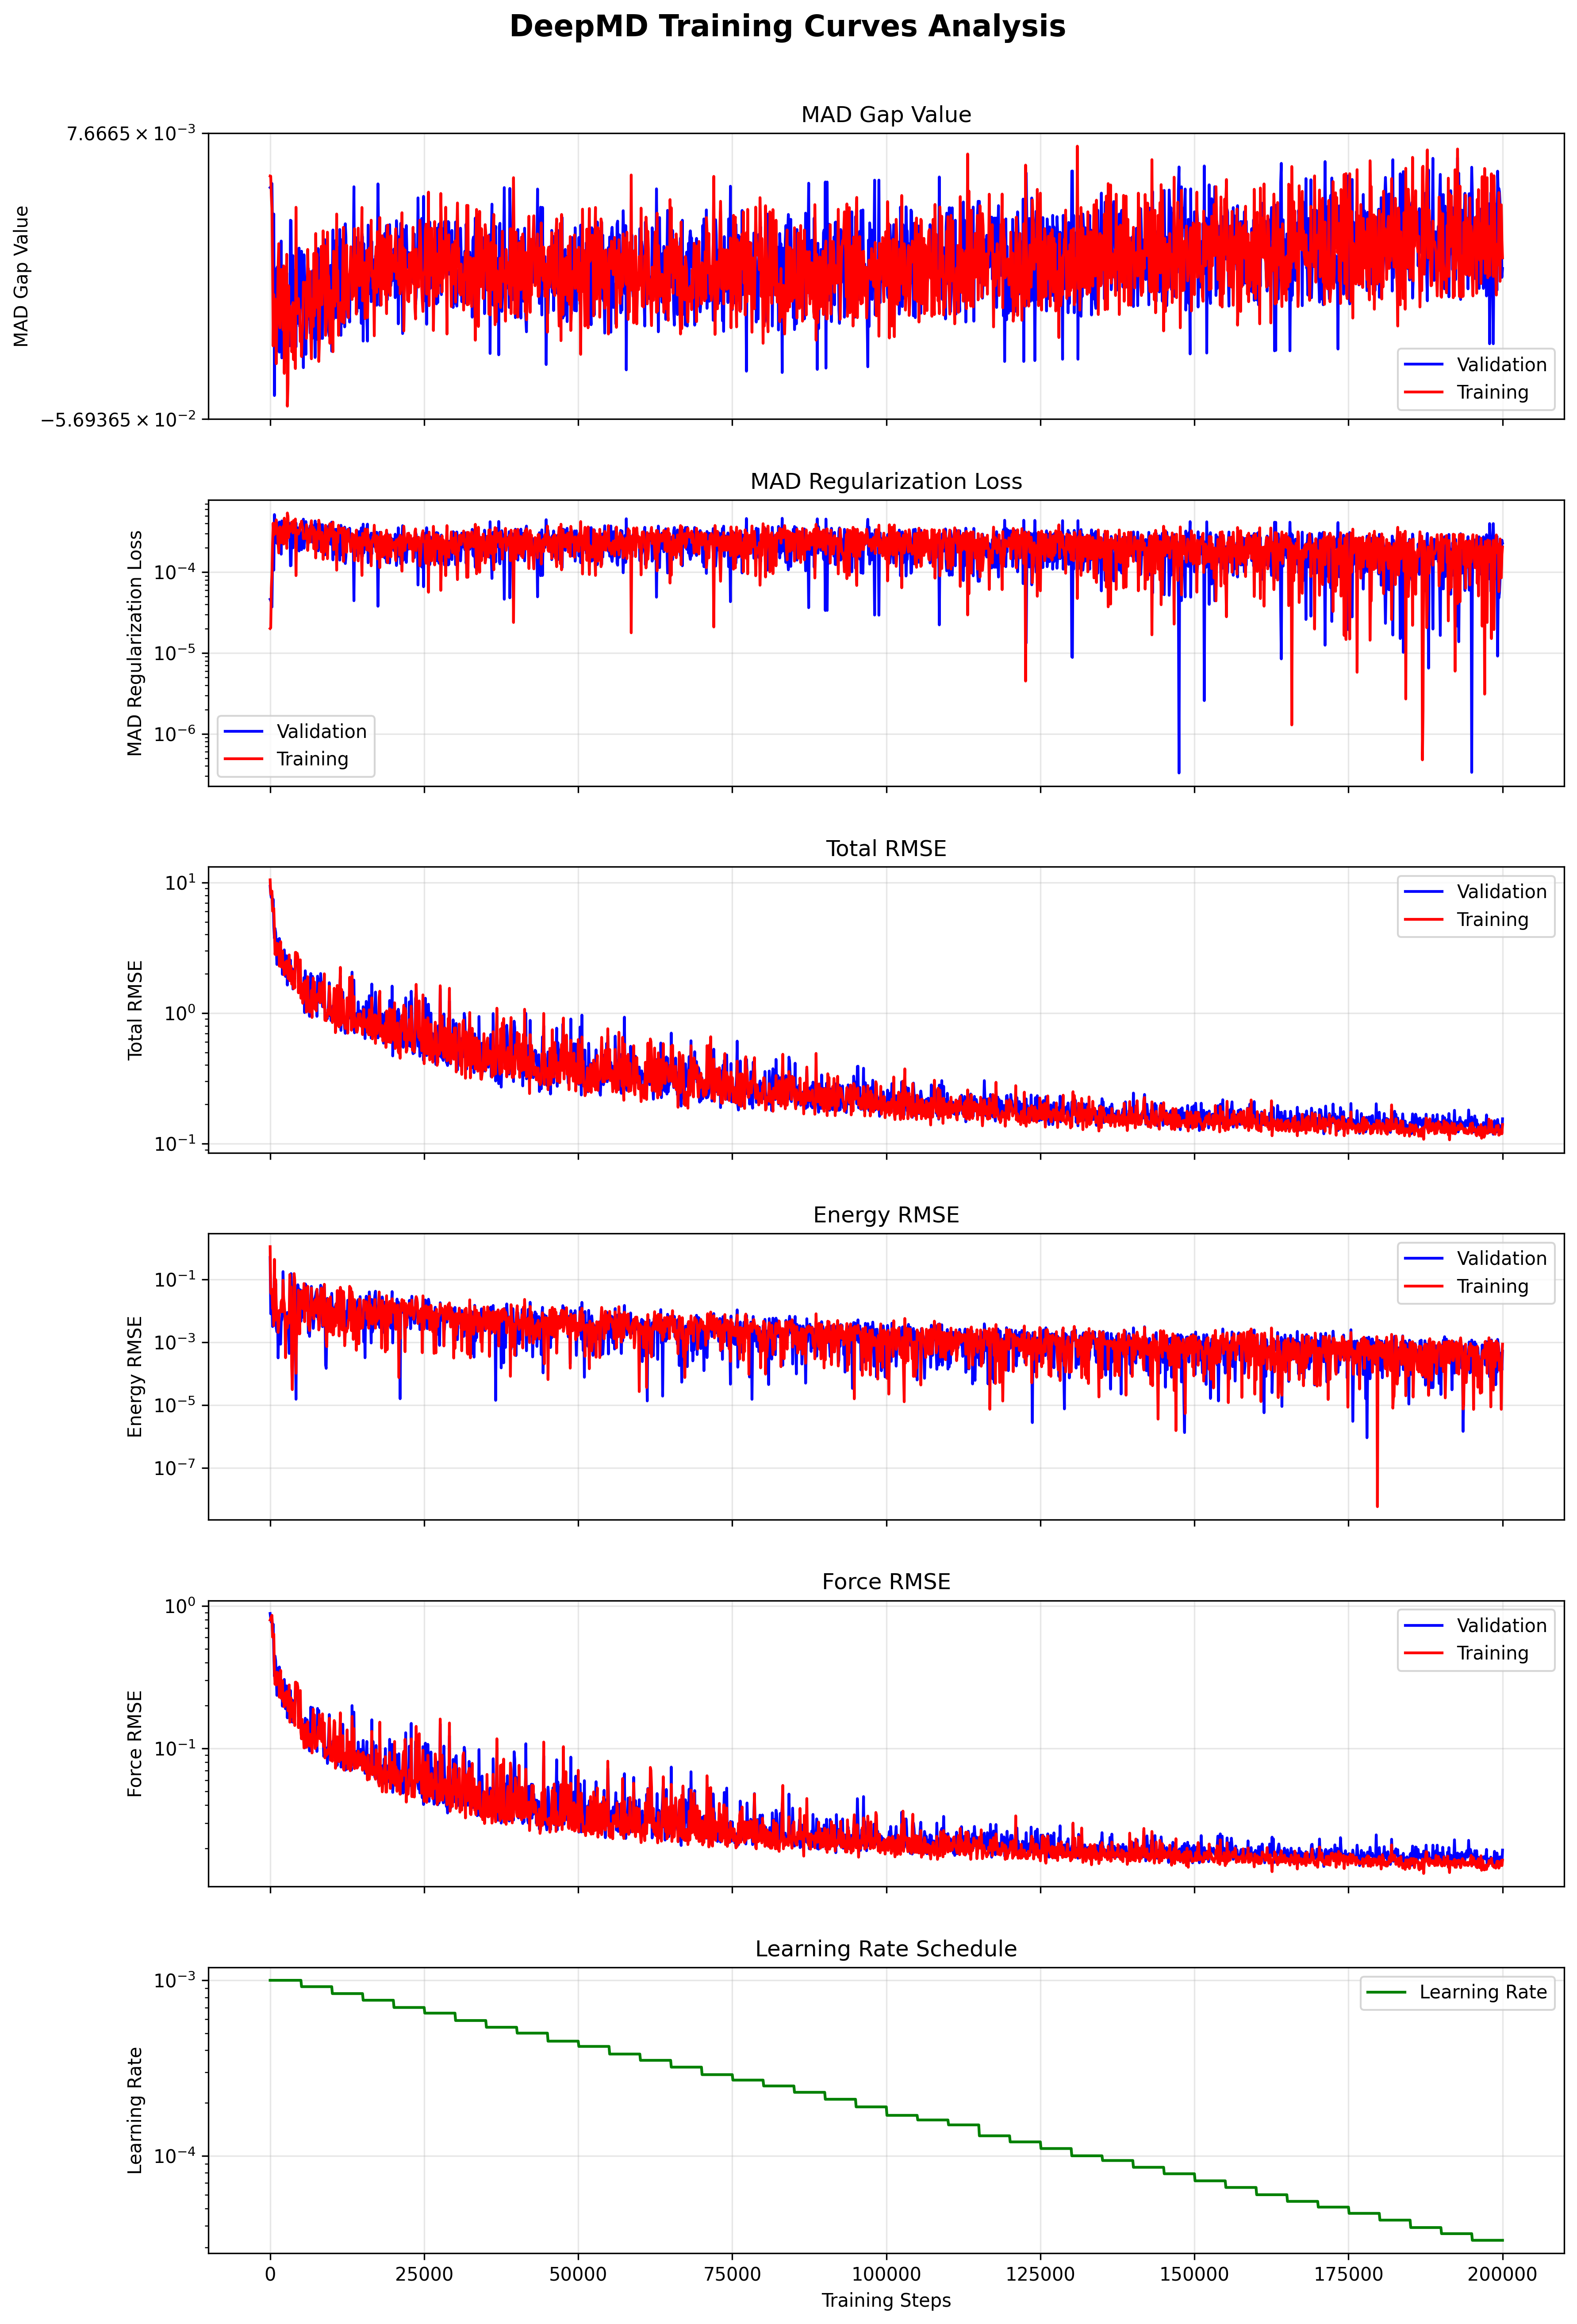 DeepMD Training Curves Analysis
MAD Gap Value
7.6665 × 10⁻³
−5.69365 × 10⁻²
MAD Gap Value
Validation
Training
MAD Regularization Loss
10⁻⁴
10⁻⁵
10⁻⁶
MAD Regularization Loss
Validation
Training
Total RMSE
10¹
10⁰
10⁻¹
Total RMSE
Validation
Training
Energy RMSE
10⁻¹
10⁻³
10⁻⁵
10⁻⁷
Energy RMSE
Validation
Training
Force RMSE
10⁰
10⁻¹
Force RMSE
Validation
Training
Learning Rate Schedule
10⁻³
10⁻⁴
Learning Rate
Learning Rate
0 25000 50000 75000 100000 125000 150000 175000 200000
Training Steps